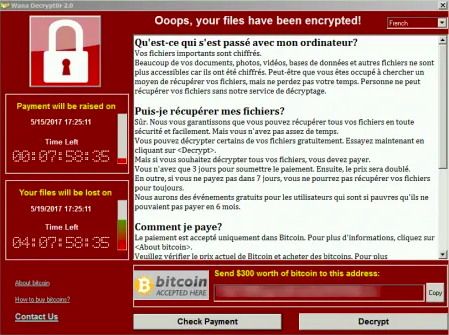 Wana Decrypt0r 2.0
Ooops, your files have been encrypted!
French
Qu'est-ce qui s'est passé avec mon ordinateur?
Vos fichiers importants sont chiffrés.
Beaucoup de vos documents, photos, vidéos, bases de données et autres fichiers ne sont
plus accessibles car ils ont été chiffrés. Peut-être que vous êtes occupé à chercher un
moyen de récupérer vos fichiers, mais ne perdez pas votre temps. Personne ne peut
récupérer vos fichiers sans notre service de décryptage.
Puis-je récupérer mes fichiers?
Sûr. Nous vous garantissons que vous pouvez récupérer tous vos fichiers en toute
sécurité et facilement. Mais vous n'avez pas assez de temps.
Vous pouvez décrypter certains de vos fichiers gratuitement. Essayez maintenant en
cliquant sur <Decrypt>.
Mais si vous souhaitez décrypter tous vos fichiers, vous devez payer.
Vous n'avez que 3 jours pour soumettre le paiement. Ensuite, le prix sera doublé.
En outre, si vous ne payez pas dans 7 jours, vous ne pourrez pas récupérer vos fichiers
pour toujours.
Nous aurons des événements gratuits pour les utilisateurs qui sont si pauvres qu'ils ne
pouvaient pas payer en 6 mois.
Comment je paye?
Le paiement est accepté uniquement dans Bitcoin. Pour plus d'informations, cliquez sur
<About bitcoin>.
Veuillez vérifier le prix actuel de Bitcoin et acheter des bitcoins. Pour plus
Payment will be raised on
5/15/2017 17:25:11
Time Left
00:07:58:35
Your files will be lost on
5/19/2017 17:25:11
Time Left
04:07:58:35
About bitcoin
How to buy bitcoins?
Contact Us
bitcoin
ACCEPTED HERE
Send $300 worth of bitcoin to this address:
Copy
Check Payment
Decrypt